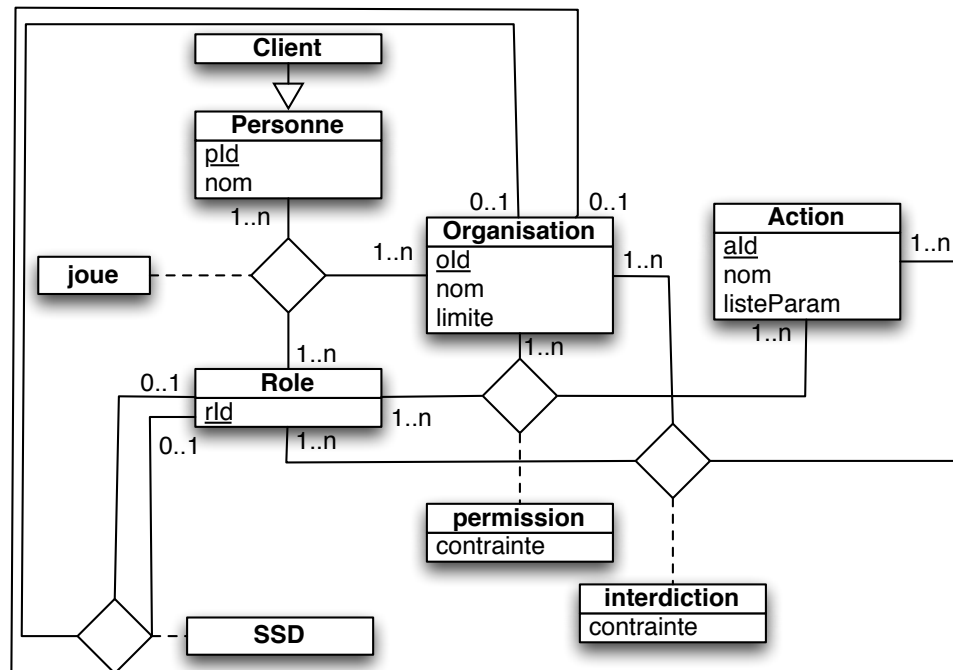 Client
Personne
pId
nom
1..n
0..1
0..1
Organisation
oId
nom
limite
Action
aId
nom
listeParam
1..n
1..n
1..n
joue
1..n
1..n
1..n
Role
rId
0..1
0..1
1..n
1..n
permission
contrainte
interdiction
contrainte
SSD